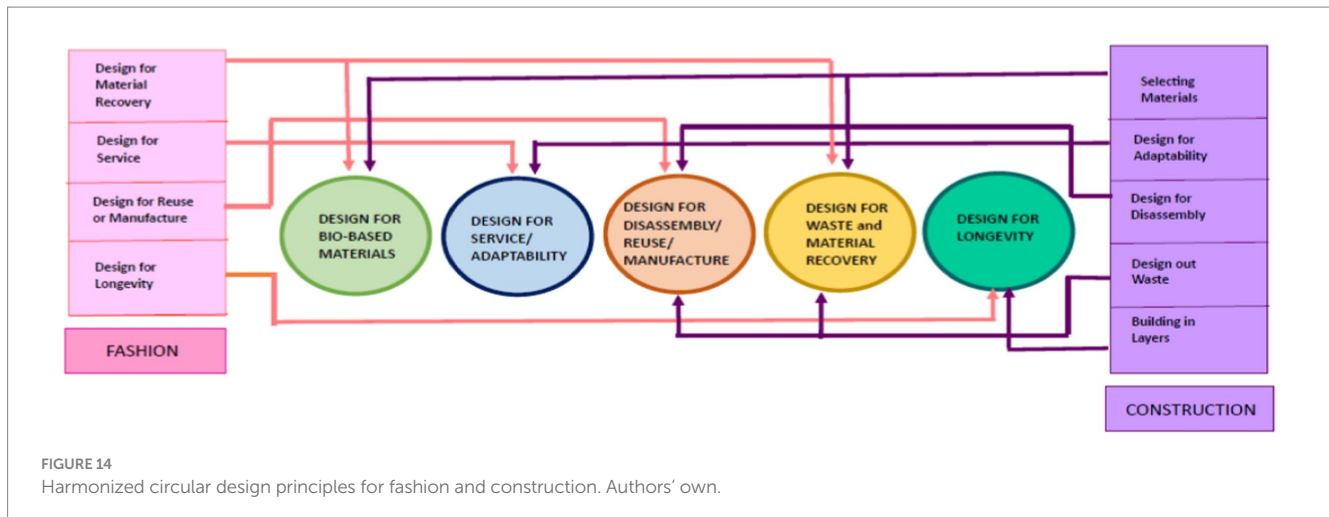 Design for
Material
Recovery
Design for
Service
Design for Reuse
or Manufacture
Design for
Longevity
FASHION
DESIGN FOR
BIO-BASED
MATERIALS
DESIGN FOR
SERVICE/
ADAPTABILITY
DESIGN FOR
DISASSEMBLY/
REUSE/
MANUFACTURE
DESIGN FOR
WASTE and
MATERIAL
RECOVERY
DESIGN FOR
LONGEVITY
Selecting
Materials
Design for
Adaptability
Design for
Disassembly
Design out
Waste
Building in
Layers
CONSTRUCTION
FIGURE 14
Harmonized circular design principles for fashion and construction. Authors' own.